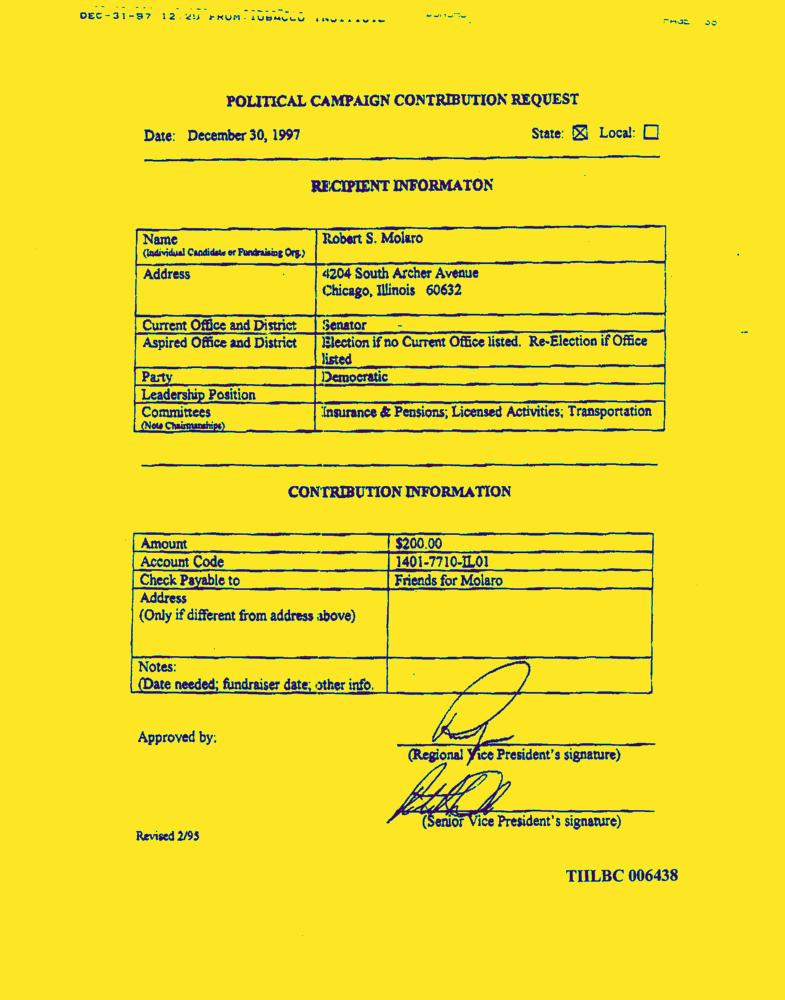 DEC-31-97 12:20 FROM:TOBACCO
PAGE
POLITICAL CAMPAIGN CONTRIBUTION REQUEST
Date: December 30, 1997 State: ☒ Local: ☐
RECIPIENT INFORMATON
Name Robert S. Molaro
(Individual Candidate or Fundraising Org.)
Address 4204 South Archer Avenue
Chicago, Illinois 60632
Current Office and District Senator
Aspired Office and District Election if no Current Office listed. Re-Election if Office
listed
Party Democratic
Leadership Position
Committees Insurance & Pensions; Licensed Activities; Transportation
(Note Chairmanships)
CONTRIBUTION INFORMATION
Amount $200.00
Account Code 1401-7710-IL01
Check Payable to Friends for Molaro
Address
(Only if different from address above)
Notes:
(Date needed; fundraiser date; other info.
Approved by:
(Regional Vice President's signature)
(Senior Vice President's signature)
Revised 2/95
TIILBC 006438